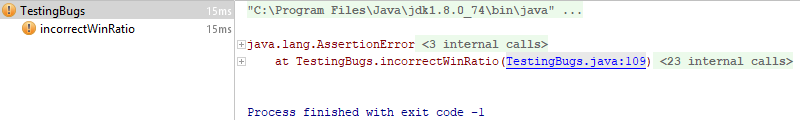 TestingBugs 15ms
incorrectWinRatio 15ms
"C:\Program Files\Java\jdk1.8.0_74\bin\java" ...
java.lang.AssertionError <3 internal calls>
at TestingBugs.incorrectWinRatio(TestingBugs.java:109) <23 internal calls>
Process finished with exit code -1